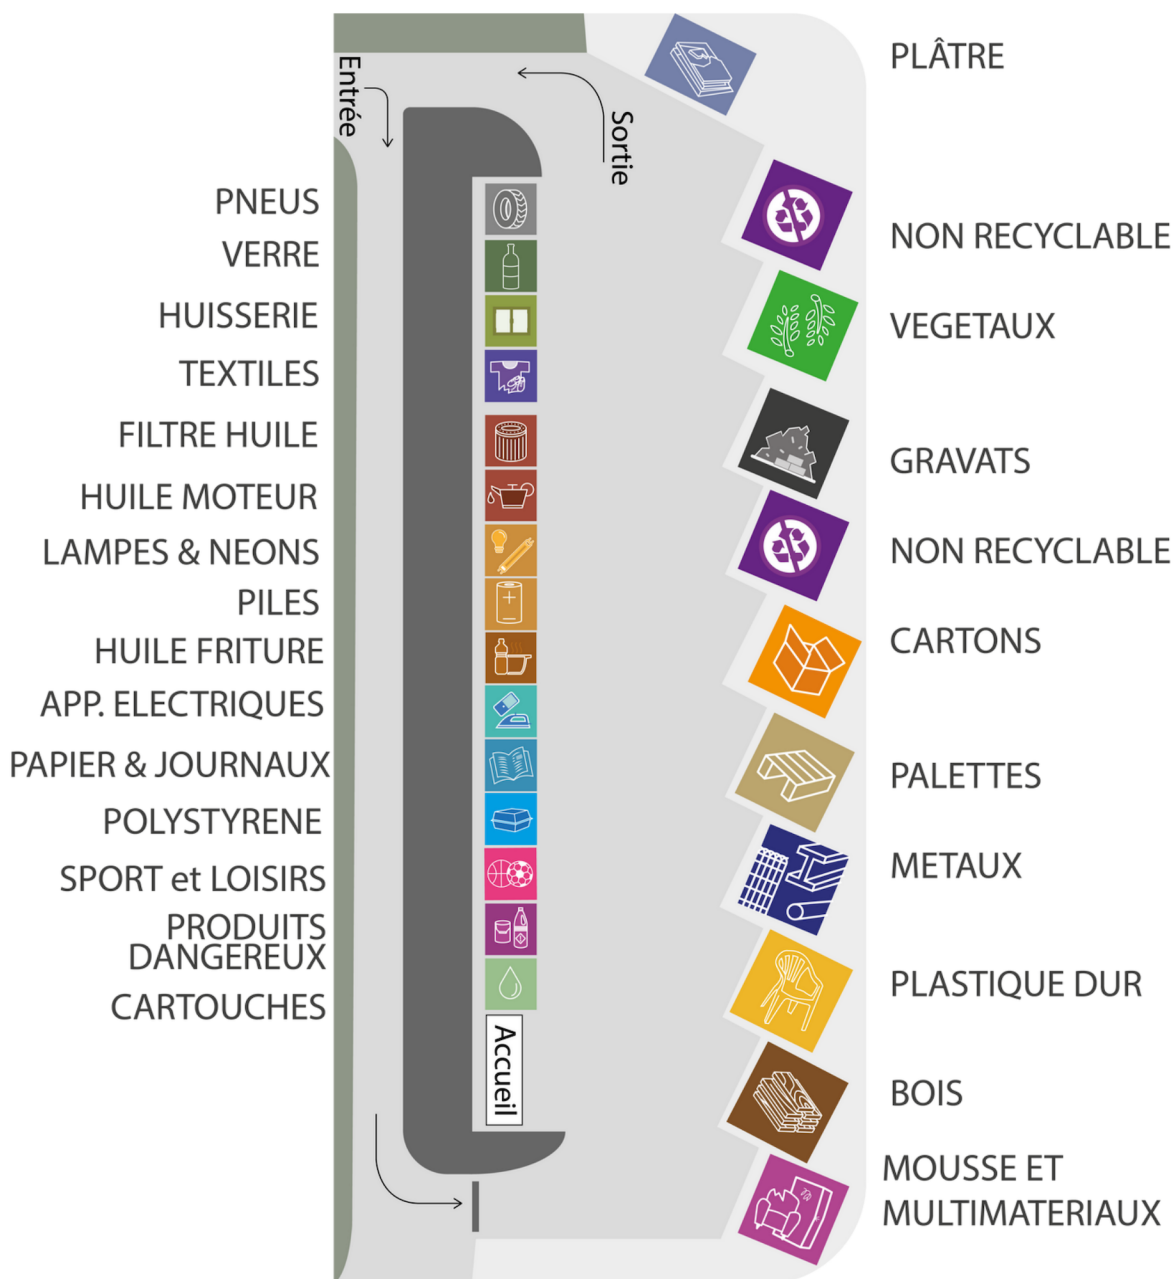 Entrée
Sortie
PNEUS
VERRE
HUISSERIE
TEXTILES
FILTRE HUILE
HUILE MOTEUR
LAMPES & NEONS
PILES
HUILE FRITURE
APP. ELECTRIQUES
PAPIER & JOURNAUX
POLYSTYRENE
SPORT et LOISIRS
PRODUITS
DANGEREUX
CARTOUCHES
Accueil
PLÂTRE
NON RECYCLABLE
VEGETAUX
GRAVATS
NON RECYCLABLE
CARTONS
PALETTES
METAUX
PLASTIQUE DUR
BOIS
MOUSSE ET
MULTIMATERIAUX